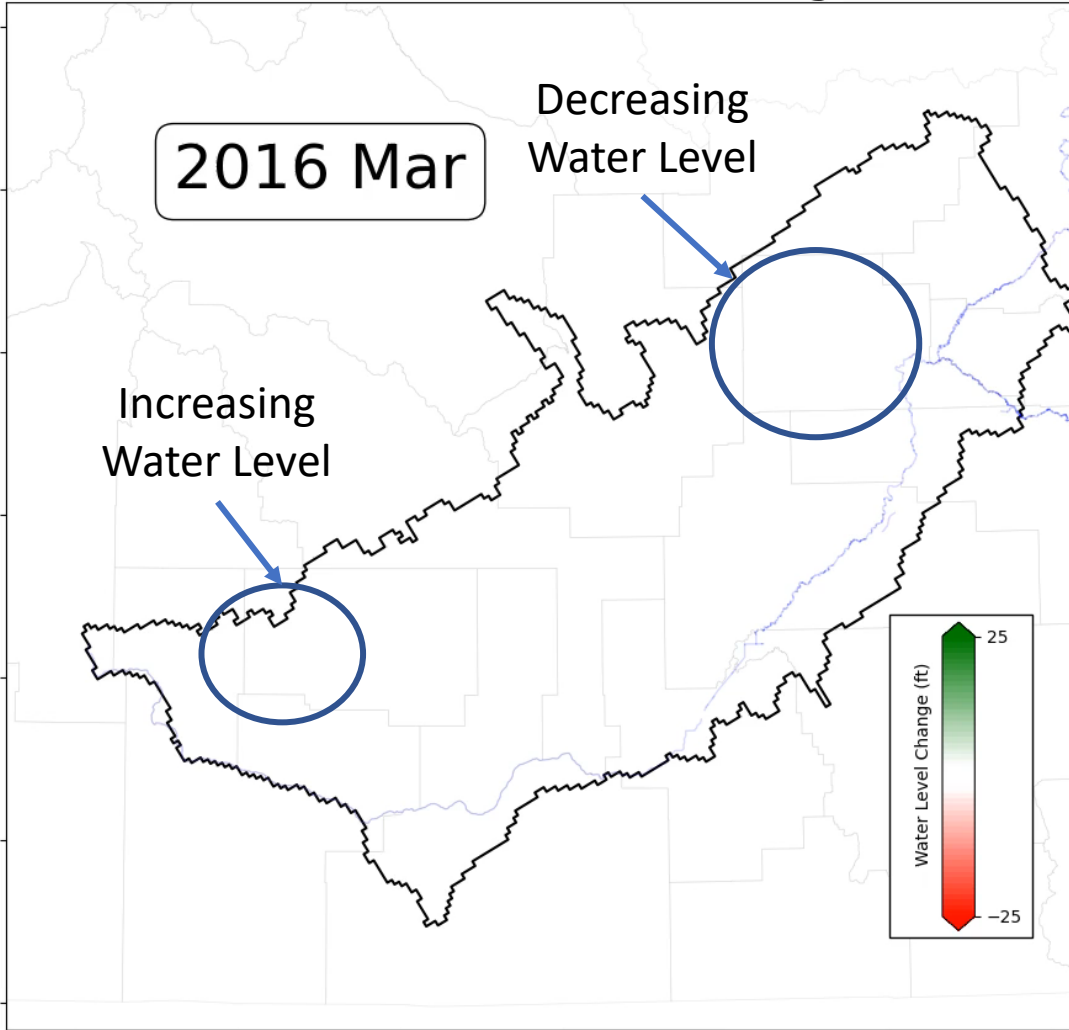 Decreasing
Water Level
2016 Mar
Increasing
Water Level
25
Water Level Change (ft)
−25